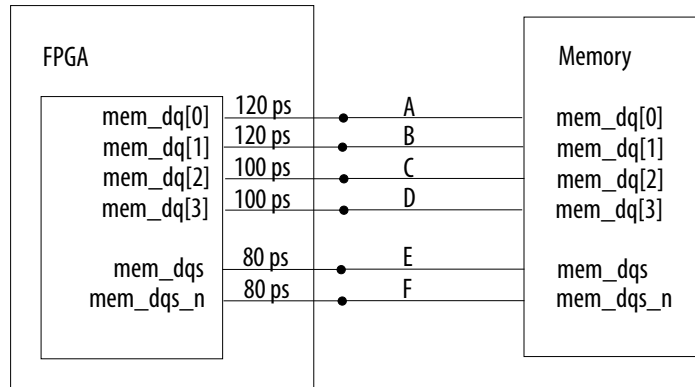 FPGA Memory
mem_dq[0] 120 ps A mem_dq[0]
mem_dq[1] 120 ps B mem_dq[1]
mem_dq[2] 100 ps C mem_dq[2]
mem_dq[3] 100 ps D mem_dq[3]
mem_dqs 80 ps E mem_dqs
mem_dqs_n 80 ps F mem_dqs_n